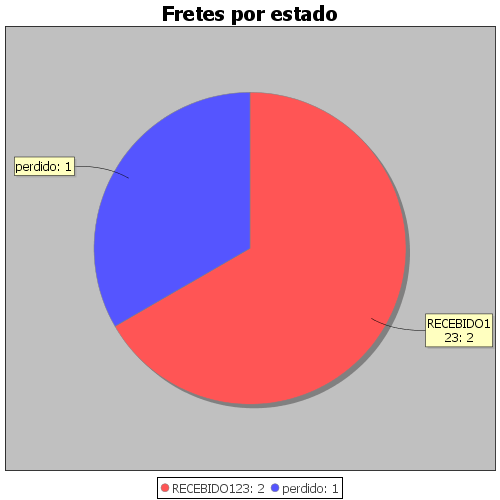 Fretes por estado
perdido: 1
RECEBIDO1
23: 2
RECEBIDO123: 2 perdido: 1